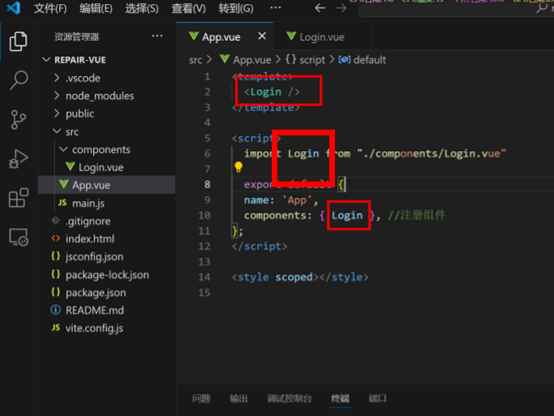 文件(F) 编辑(E) 选择(S) 查看(V) 转到(G) ...
资源管理器 ...
REPAIR-VUE
.vscode
node_modules
public
src
components
Login.vue
App.vue
main.js
.gitignore
index.html
jsconfig.json
package-lock.json
package.json
README.md
vite.config.js
App.vue
Login.vue
src > App.vue > {} script > default
1 <template>
2 <Login />
3 </template>
4
5 <script>
6 import Login from "./components/Login.vue"
7
8 export default {
9 name: 'App',
10 components: { Login }, //注册组件
11 };
12 </script>
13
14 <style scoped></style>
15
问题 输出 调试控制台 终端 端口